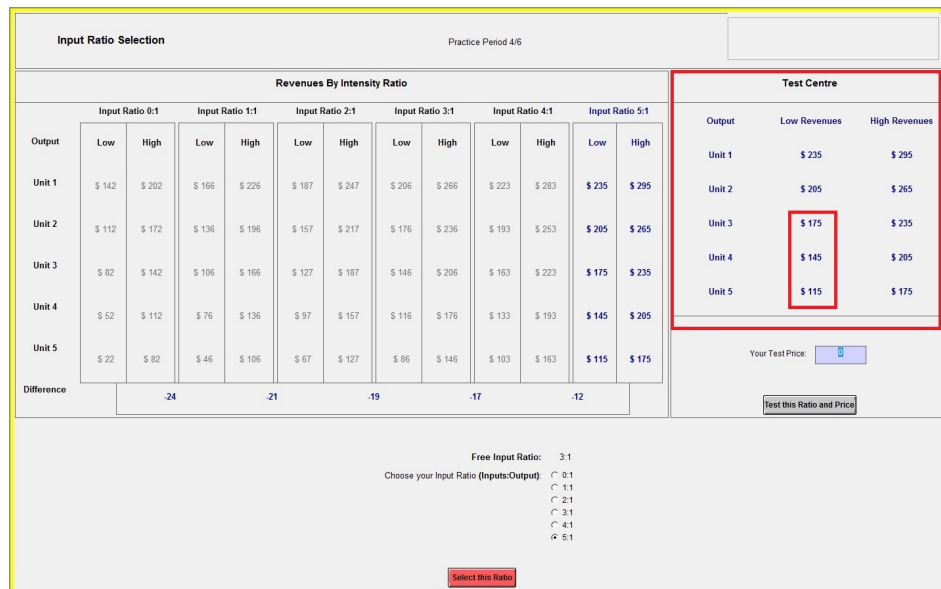 Input Ratio Selection
Practice Period 4/6
Revenues By Intensity Ratio
Input Ratio 0:1 Input Ratio 1:1 Input Ratio 2:1 Input Ratio 3:1 Input Ratio 4:1 Input Ratio 5:1
Output Low High Low High Low High Low High Low High Low High
Unit 1 $ 142 $ 202 $ 166 $ 226 $ 187 $ 247 $ 206 $ 266 $ 223 $ 283 $ 235 $ 295
Unit 2 $ 112 $ 172 $ 136 $ 196 $ 157 $ 217 $ 176 $ 236 $ 193 $ 253 $ 205 $ 265
Unit 3 $ 82 $ 142 $ 106 $ 166 $ 127 $ 187 $ 146 $ 206 $ 163 $ 223 $ 175 $ 235
Unit 4 $ 52 $ 112 $ 76 $ 136 $ 97 $ 157 $ 116 $ 176 $ 133 $ 193 $ 145 $ 205
Unit 5 $ 22 $ 82 $ 46 $ 106 $ 67 $ 127 $ 86 $ 146 $ 103 $ 163 $ 115 $ 175
Difference -24 -21 -19 -17 -12
Test Centre
Output Low Revenues High Revenues
Unit 1 $ 235 $ 295
Unit 2 $ 205 $ 265
Unit 3 $ 175 $ 235
Unit 4 $ 145 $ 205
Unit 5 $ 115 $ 175
Your Test Price: 0
Test this Ratio and Price
Free Input Ratio: 3:1
Choose your Input Ratio (Inputs:Output): 0:1
1:1
2:1
3:1
4:1
5:1
Select this Ratio